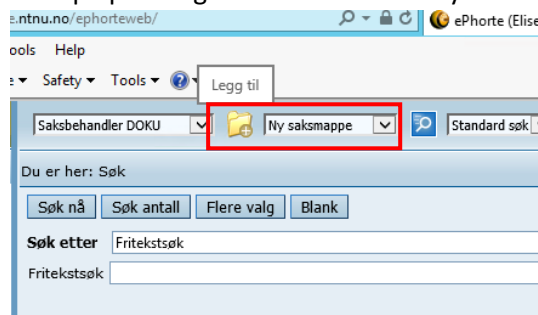 .ntnu.no/ephorteweb/ ePhorte (Elise
ools Help
Safety Tools
Legg til
Saksbehandler DOKU Ny saksmappe Standard søk
Du er her: Søk
Søk nå Søk antall Flere valg Blank
Søk etter Fritekstsøk
Fritekstsøk